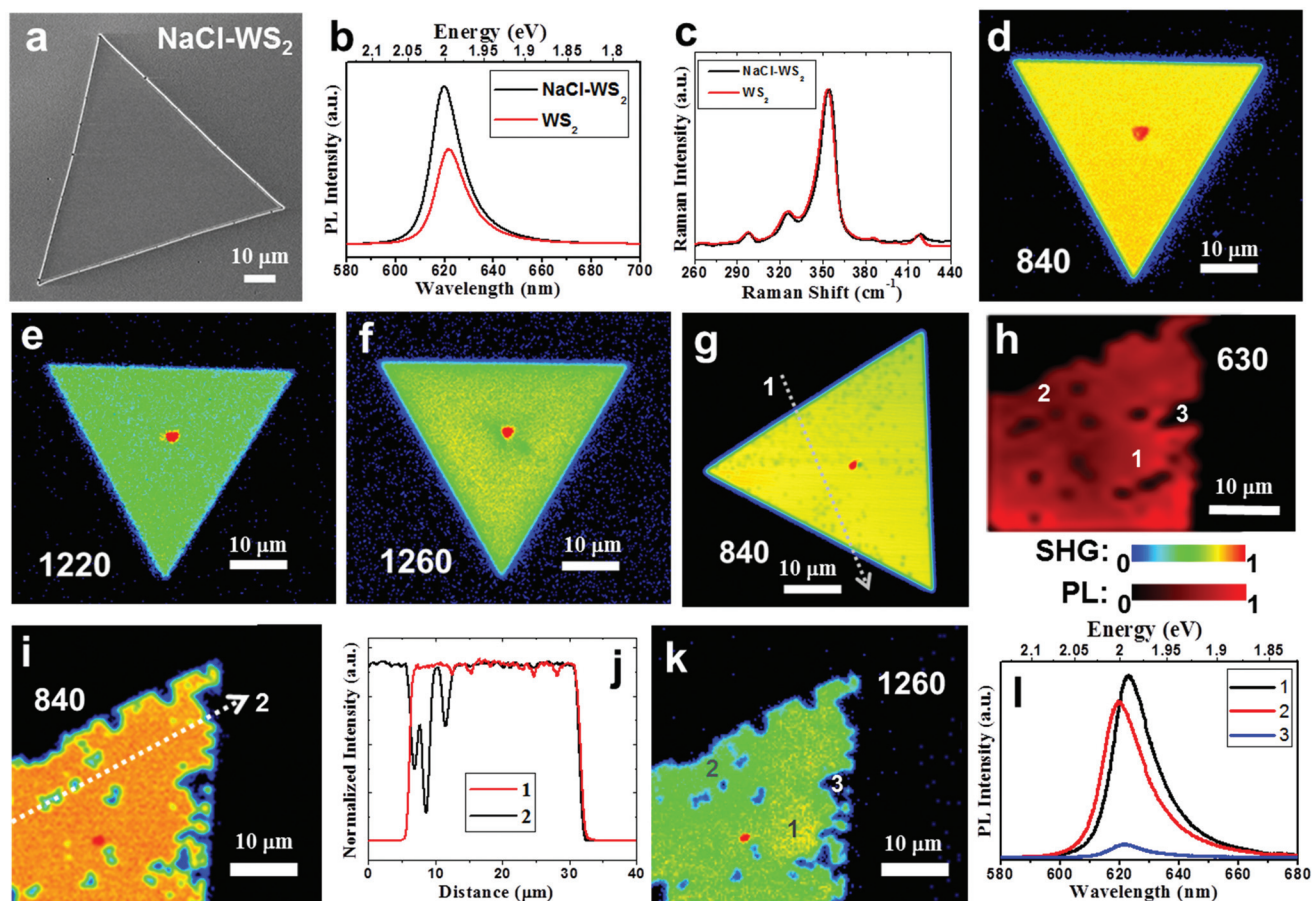 a NaCl-WS₂
10 μm
b
Energy (eV)
2.1 2.05 2 1.95 1.9 1.85 1.8
NaCl-WS₂
WS₂
PL Intensity (a.u.)
580 600 620 640 660 680 700
Wavelength (nm)
c
NaCl-WS₂
WS₂
Raman Intensity (a.u.)
260 290 320 350 380 410 440
Raman Shift (cm⁻¹)
d
840
10 μm
e
1220
10 μm
f
1260
10 μm
g
1
840
10 μm
h
630
2
3
1
10 μm
SHG: 0 1
PL: 0 1
i
840
2
10 μm
j
Normalized Intensity (a.u.)
1
2
0 10 20 30 40
Distance (μm)
k
1260
2
3
1
10 μm
l
Energy (eV)
2.1 2.05 2 1.95 1.9 1.85
1
2
3
PL Intensity (a.u.)
580 600 620 640 660 680
Wavelength (nm)